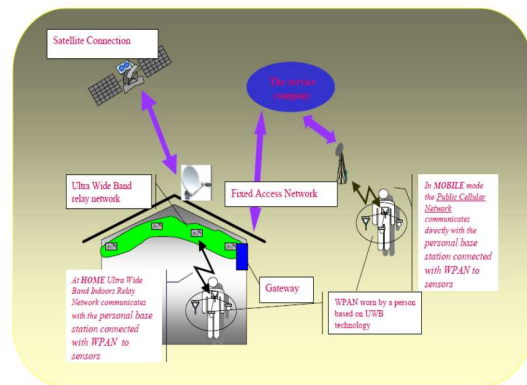 Satellite Connection
The service
company
Ultra Wide Band
relay network
Fixed Access Network
In MOBILE mode
the Public Cellular
Network
communicates
directly with the
personal base
station connected
with WPAN to
sensors
At HOME Ultra Wide
Band Indoors Relay
Network communicates
with the personal base
station connected
with WPAN to
sensors
Gateway
WPAN worn by a person
based on UWB
technology